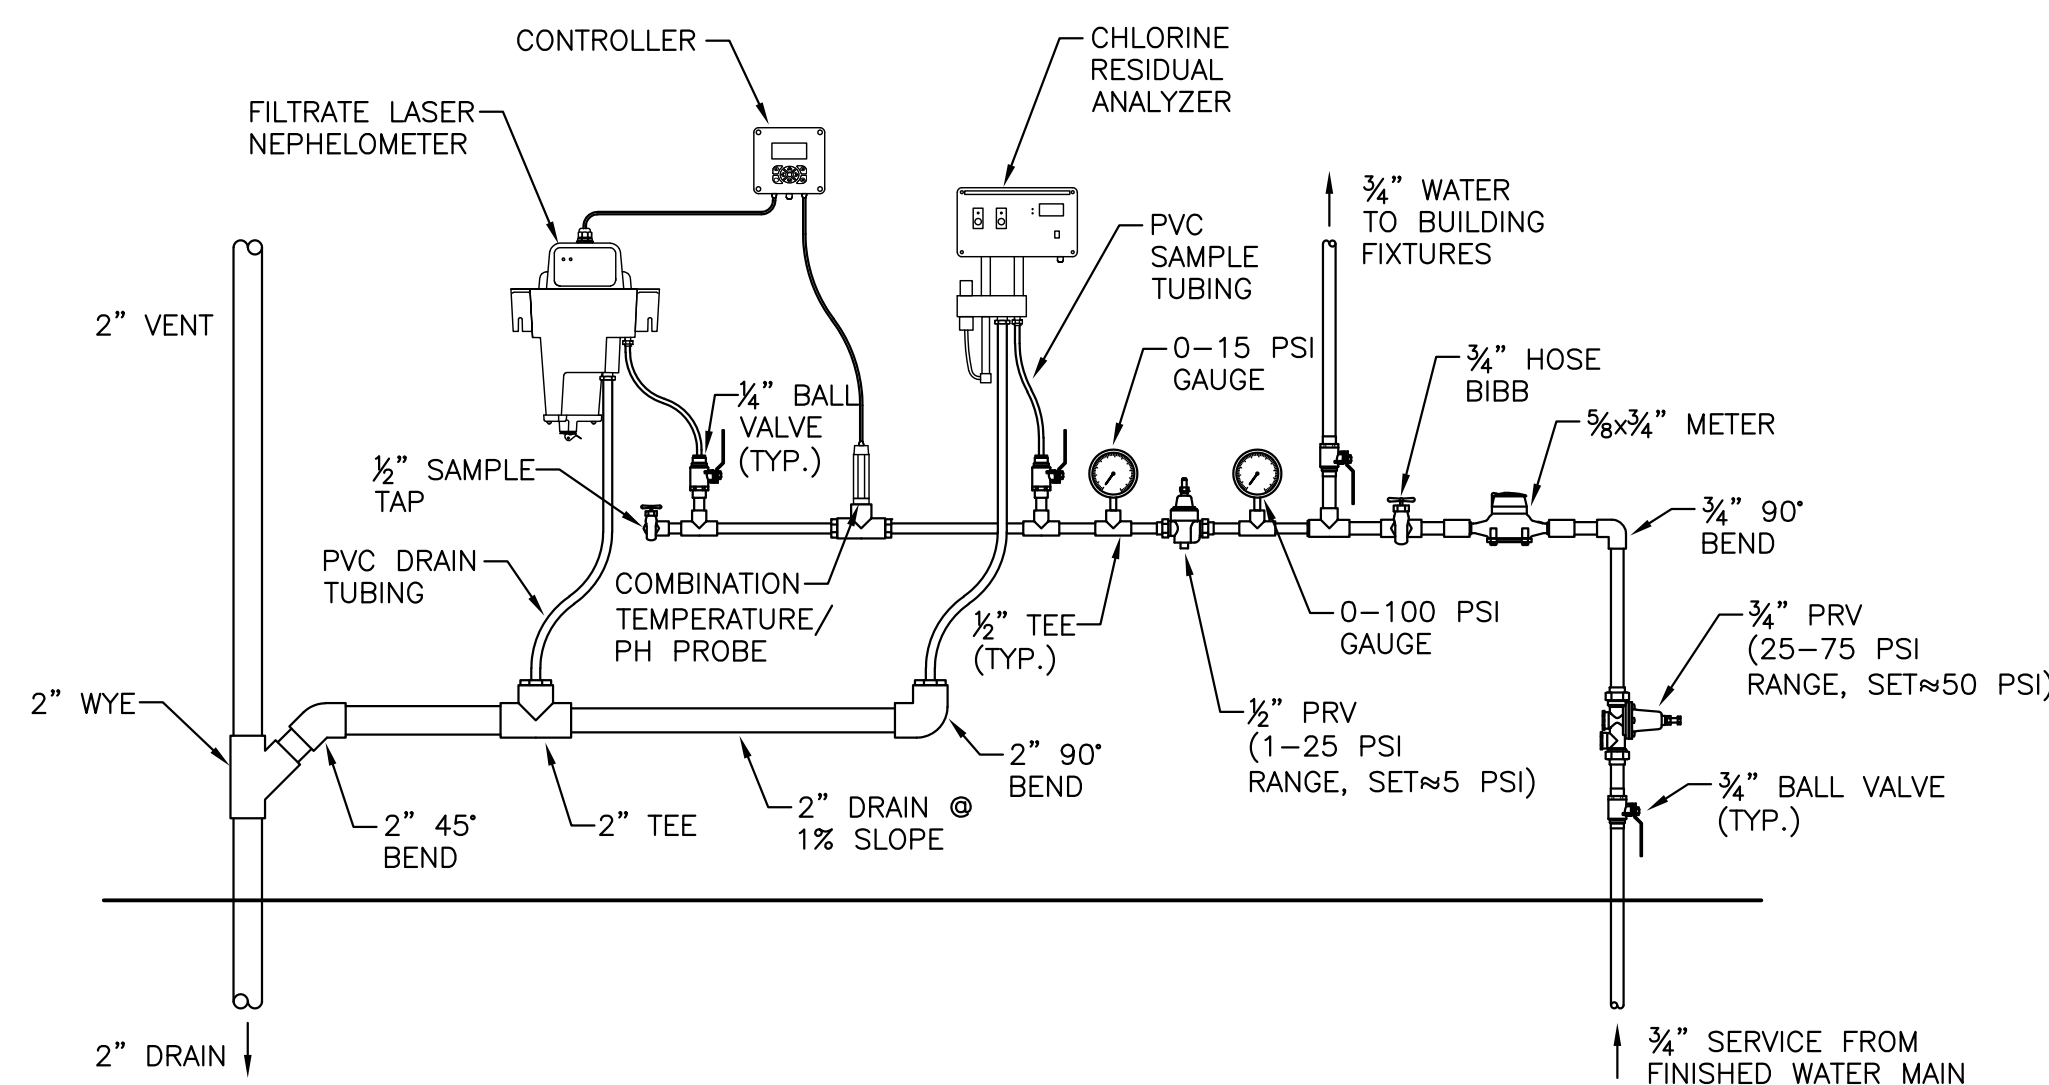 CONTROLLER
CHLORINE
RESIDUAL
ANALYZER
FILTRATE LASER
NEPHELOMETER
¾" WATER
TO BUILDING
FIXTURES
PVC
SAMPLE
TUBING
2" VENT
0-15 PSI
GAUGE
¾" HOSE
BIBB
¼" BALL
VALVE
(TYP.)
⅝x¾" METER
½" SAMPLE
TAP
¾" 90°
BEND
PVC DRAIN
TUBING
COMBINATION
TEMPERATURE/
PH PROBE
½" TEE
(TYP.)
0-100 PSI
GAUGE
¾" PRV
(25-75 PSI
RANGE, SET≈50 PSI)
2" WYE
½" PRV
(1-25 PSI
RANGE, SET≈5 PSI)
2" 90°
BEND
¾" BALL VALVE
(TYP.)
2" 45°
BEND
2" TEE
2" DRAIN @
1% SLOPE
2" DRAIN
¾" SERVICE FROM
FINISHED WATER MAIN